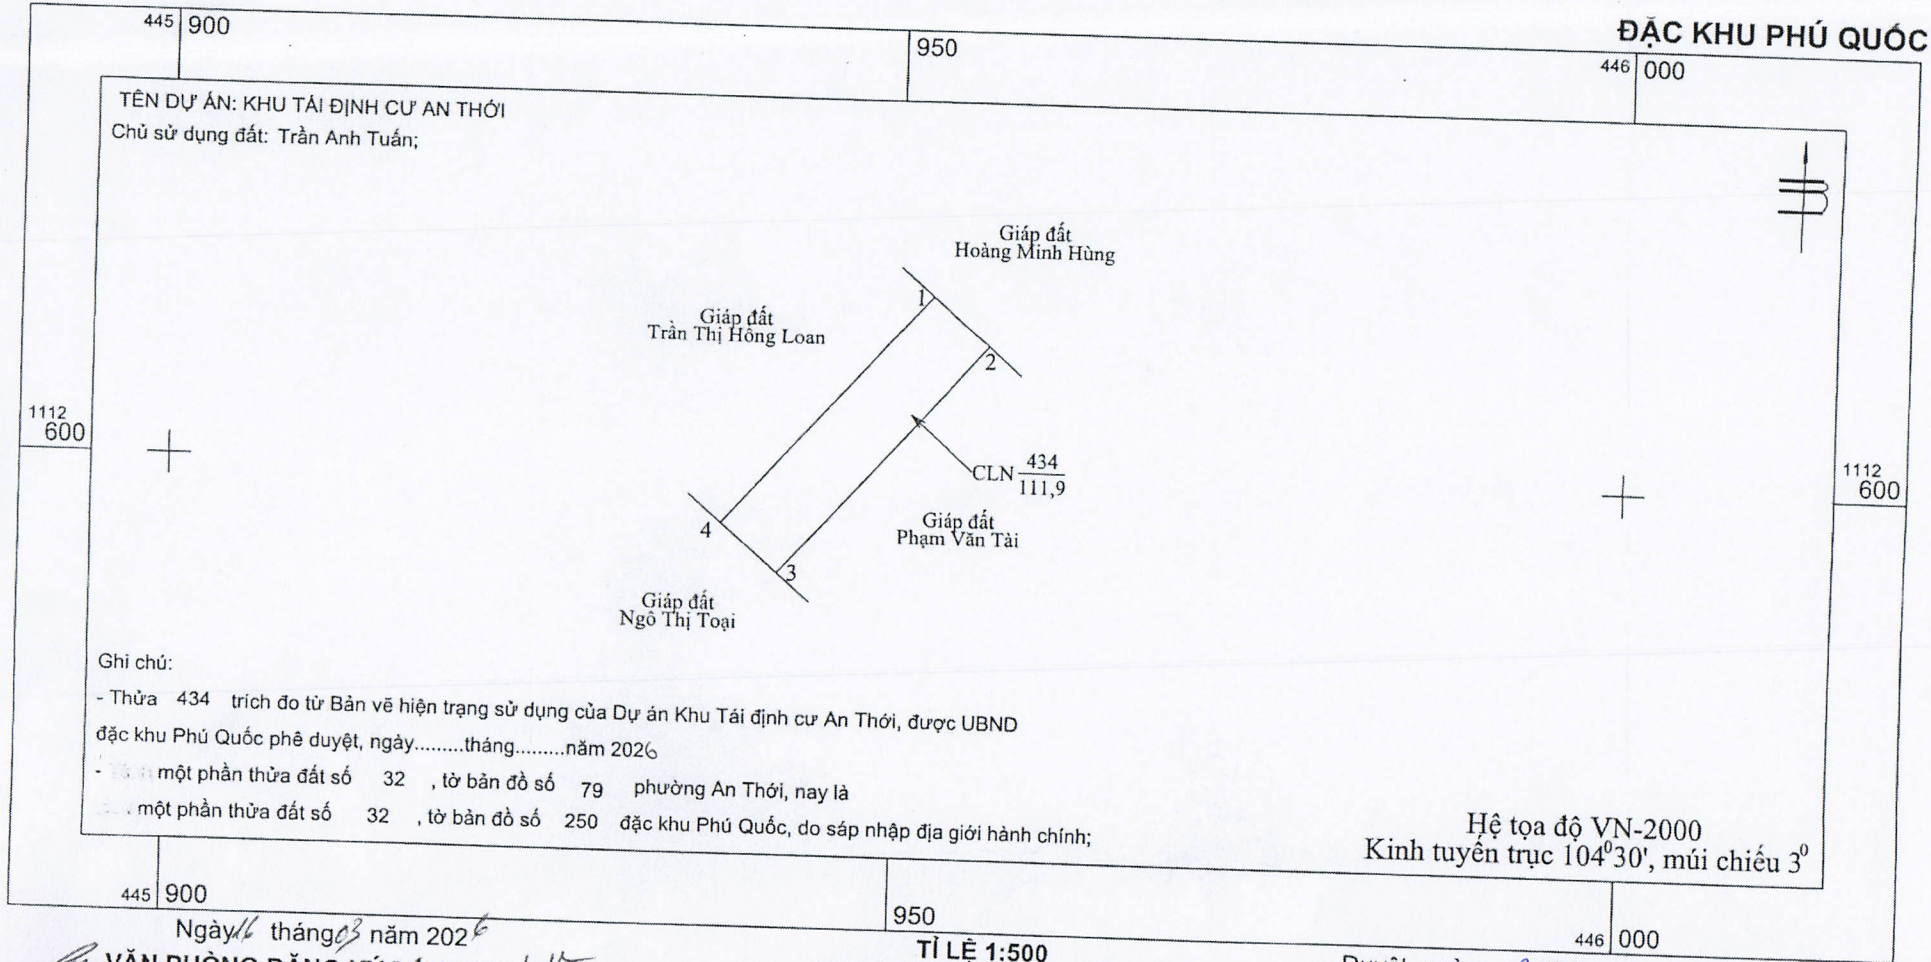 445 900
950
ĐẶC KHU PHÚ QUỐC
446 000
TÊN DỰ ÁN: KHU TÁI ĐỊNH CƯ AN THỚI
Chủ sử dụng đất: Trần Anh Tuấn;
Giáp đất
Hoàng Minh Hùng
1
Giáp đất
Trần Thị Hồng Loan
2
1112
600
CLN 434
111,9
1112
600
Giáp đất
Phạm Văn Tài
4
3
Giáp đất
Ngô Thị Toại
Ghi chú:
- Thửa 434 trích đo từ Bản vẽ hiện trạng sử dụng của Dự án Khu Tái định cư An Thới, được UBND
đặc khu Phú Quốc phê duyệt, ngày.........tháng.........năm 2026
- một phần thửa đất số 32 , tờ bản đồ số 79 phường An Thới, nay là
một phần thửa đất số 32 , tờ bản đồ số 250 đặc khu Phú Quốc, do sáp nhập địa giới hành chính;
Hệ tọa độ VN-2000
Kinh tuyến trục 104⁰30', múi chiếu 3⁰
445 900
950
446 000
Ngày 16 tháng 03 năm 2026
TỈ LỆ 1:500
VĂN PHÒNG ĐĂNG